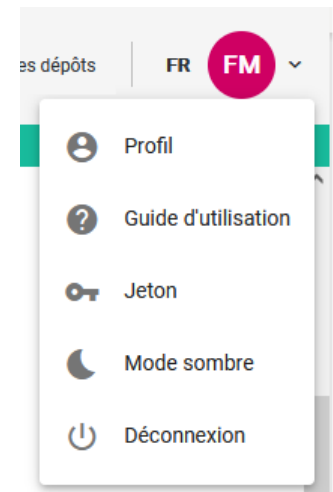 es dépôts FR FM
Profil
Guide d'utilisation
Jeton
Mode sombre
Déconnexion